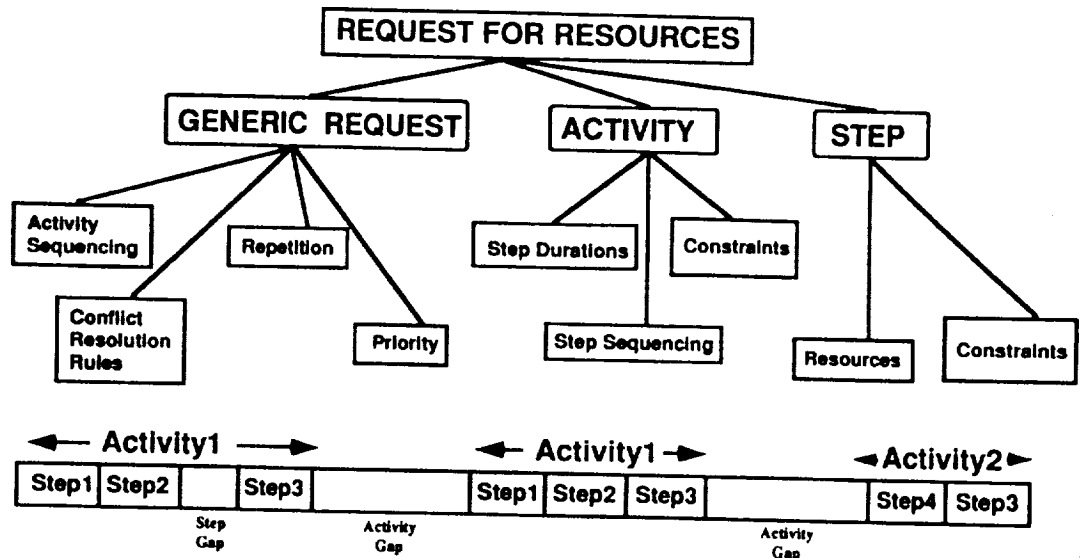 REQUEST FOR RESOURCES
GENERIC REQUEST
ACTIVITY
STEP
Activity
Sequencing
Repetition
Step Durations
Constraints
Conflict
Resolution
Rules
Priority
Step Sequencing
Resources
Constraints
Activity1
Activity1
Activity2
Step1 Step2 Step3 Step1 Step2 Step3 Step4 Step3
Step
Gap
Activity
Gap
Activity
Gap